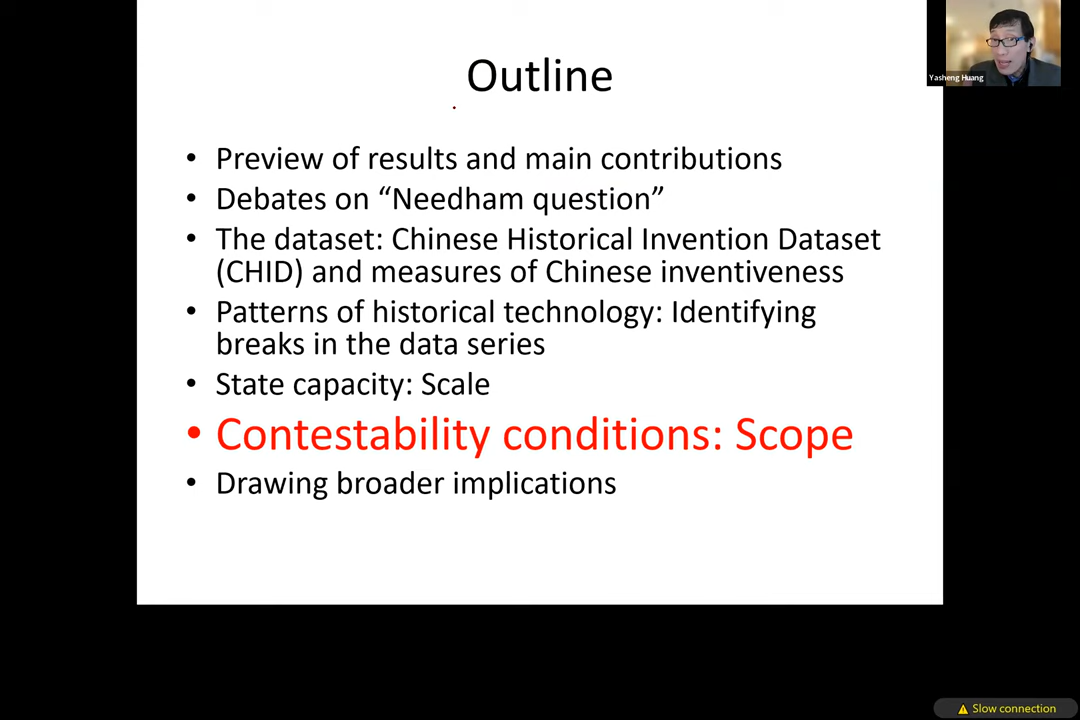 Outline
Yasheng Huang
• Preview of results and main contributions
• Debates on “Needham question”
• The dataset: Chinese Historical Invention Dataset
(CHID) and measures of Chinese inventiveness
• Patterns of historical technology: Identifying
breaks in the data series
• State capacity: Scale
• Contestability conditions: Scope
• Drawing broader implications
Slow connection